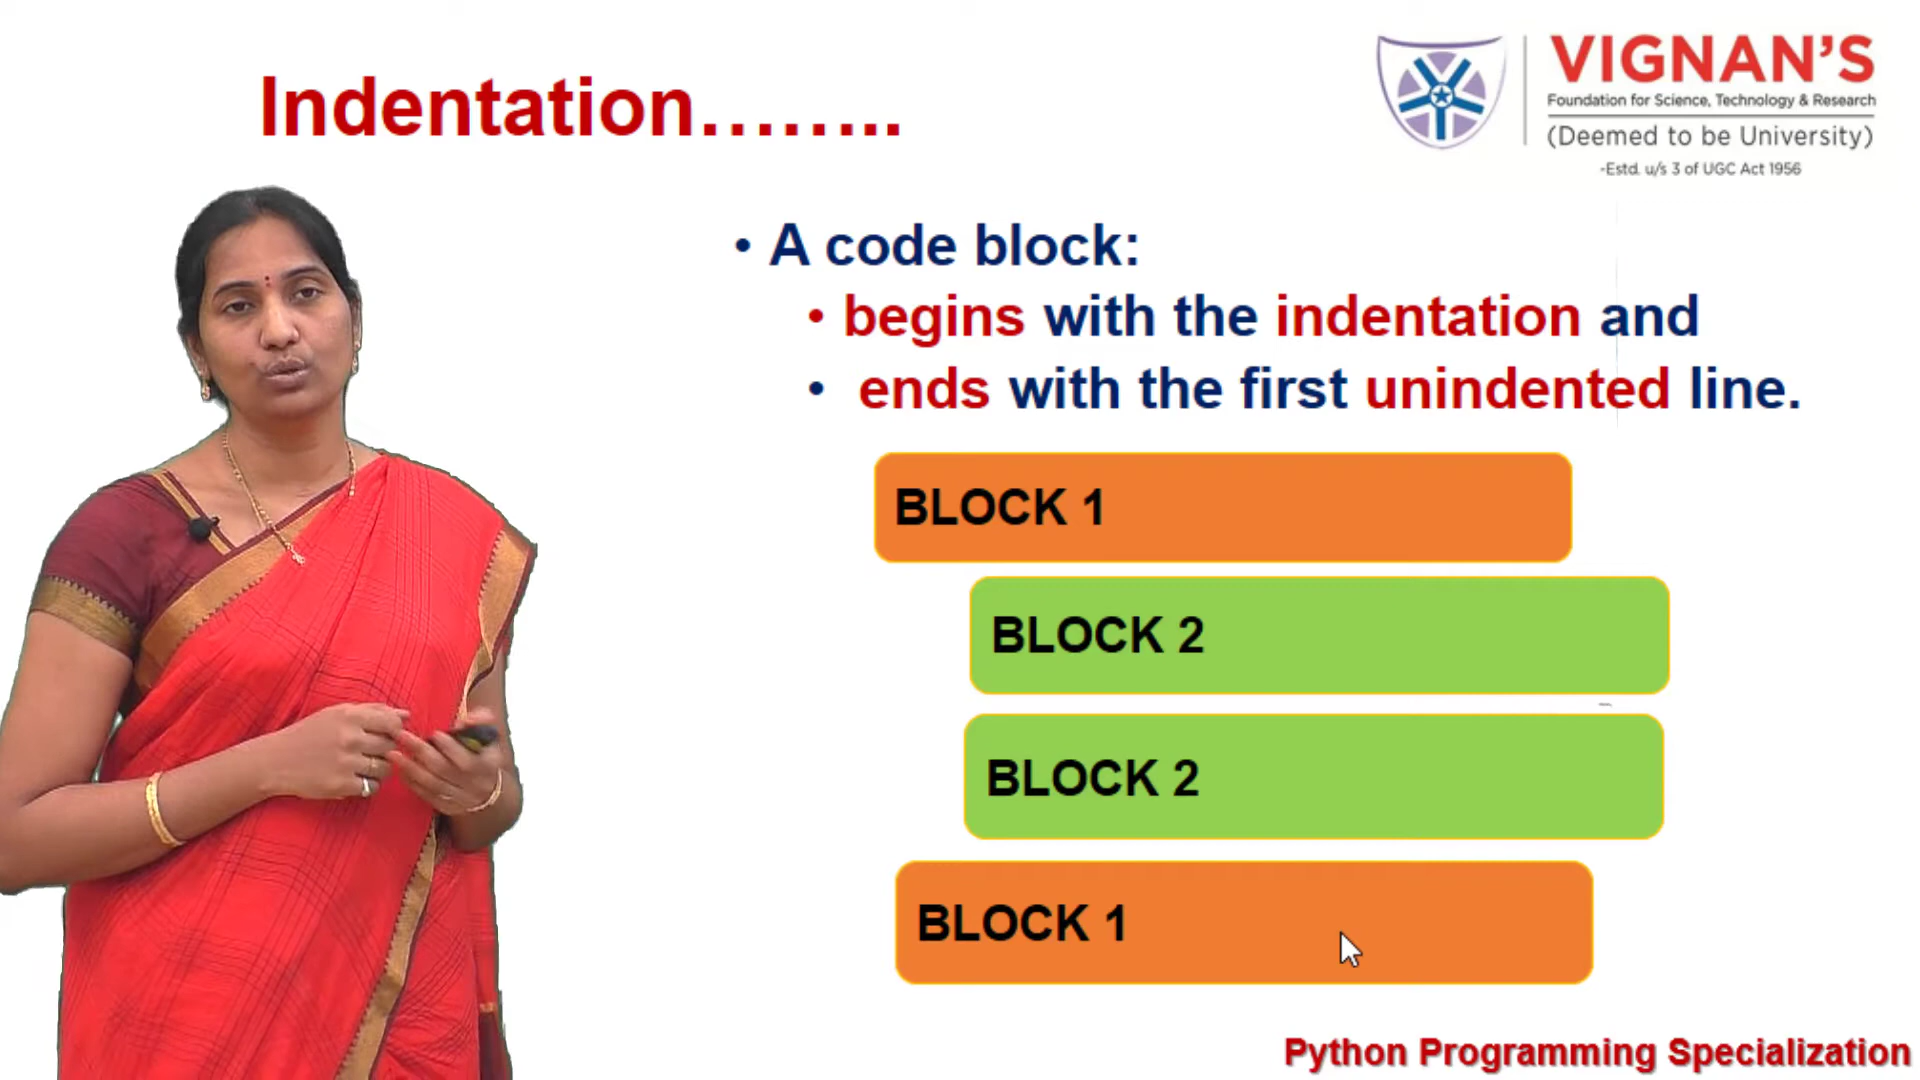 Indentation……..
VIGNAN'S
Foundation for Science, Technology & Research
(Deemed to be University)
-Estd. u/s 3 of UGC Act 1956
• A code block:
• begins with the indentation and
• ends with the first unindented line.
BLOCK 1
BLOCK 2
BLOCK 2
BLOCK 1
Python Programming Specialization